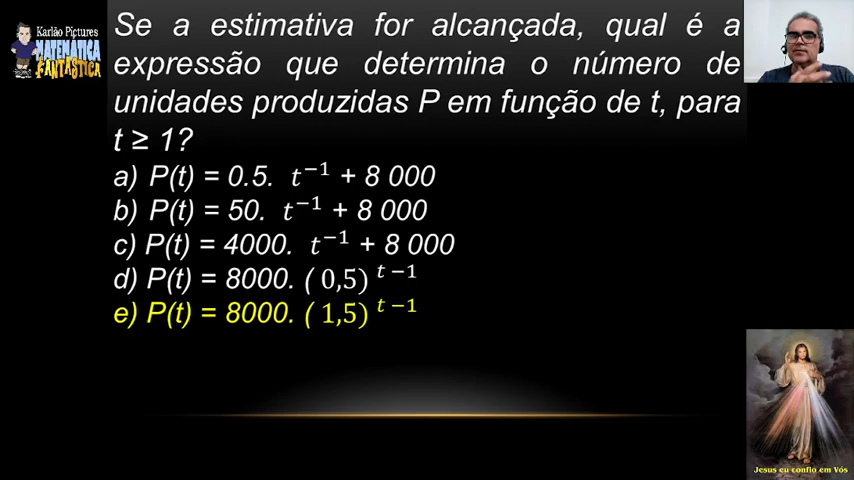 Karlão Pictures
MATEMÁTICA
FANTÁSTICA
Se a estimativa for alcançada, qual é a
expressão que determina o número de
unidades produzidas P em função de t, para
t ≥ 1?
a) P(t) = 0.5. t⁻¹ + 8 000
b) P(t) = 50. t⁻¹ + 8 000
c) P(t) = 4000. t⁻¹ + 8 000
d) P(t) = 8000. ( 0,5) ᵗ ⁻¹
e) P(t) = 8000. ( 1,5) ᵗ ⁻¹
Jesus eu confio em Vós